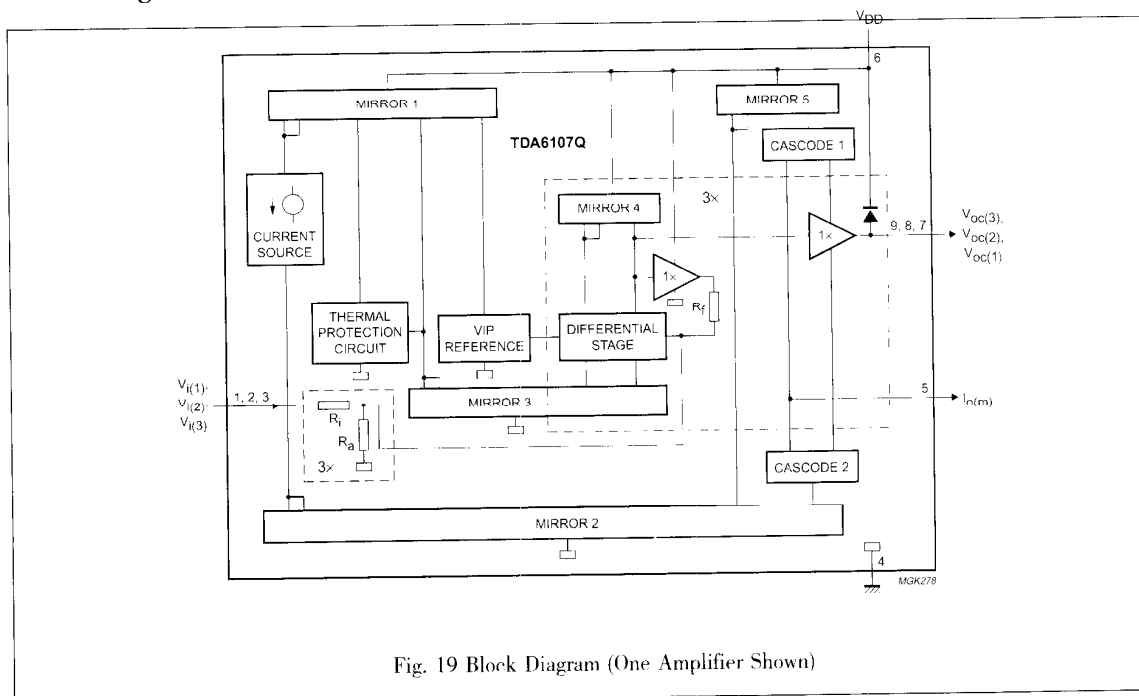 VDD
6
MIRROR 1
MIRROR 5
TDA6107Q
CASCODE 1
3×
MIRROR 4
CURRENT
SOURCE
1×
9, 8, 7
Voc(3),
Voc(2),
Voc(1)
1×
Rf
THERMAL
PROTECTION
CIRCUIT
VIP
REFERENCE
DIFFERENTIAL
STAGE
Vi(1),
Vi(2),
Vi(3)
1, 2, 3
MIRROR 3
5
Io(m)
Ri
Ra
3×
CASCODE 2
MIRROR 2
4
MGK278
Fig. 19 Block Diagram (One Amplifier Shown)